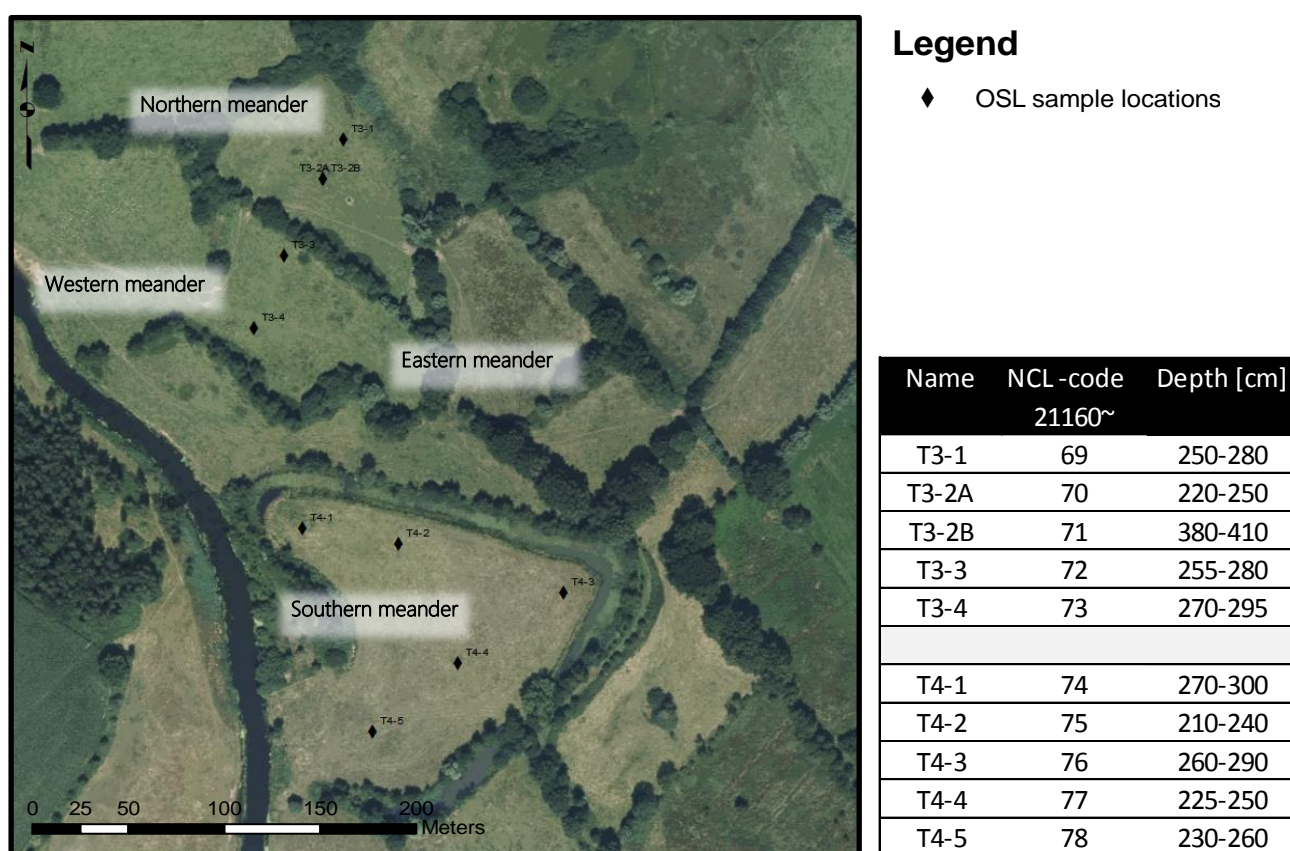 N
Northern meander
T3-1
T3-2A T3-2B
T3-3
Western meander
T3-4
Eastern meander
T4-1
T4-2
T4-3
Southern meander
T4-4
T4-5
0 25 50 100 150 200
Meters
Legend
OSL sample locations
Name NCL-code Depth [cm]
21160~
T3-1 69 250-280
T3-2A 70 220-250
T3-2B 71 380-410
T3-3 72 255-280
T3-4 73 270-295
T4-1 74 270-300
T4-2 75 210-240
T4-3 76 260-290
T4-4 77 225-250
T4-5 78 230-260